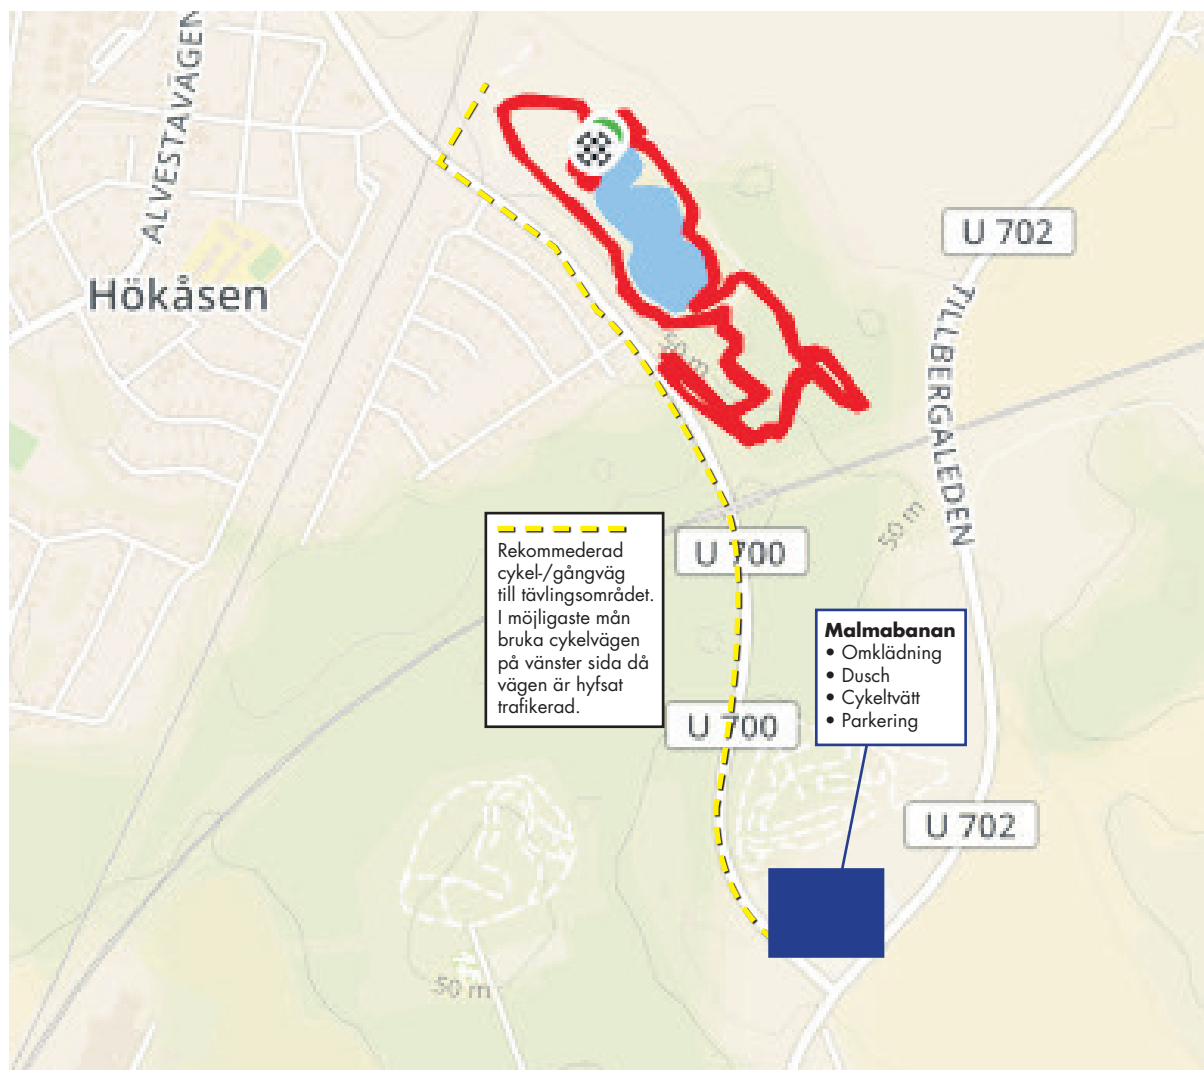 ALVESTAVÄGEN
U 702
Hökåsen
TILLBERGALEDEN
50 m
50 m
Rekommederad
cykel-/gångväg
till tävlingsområdet.
I möjligaste mån
bruka cykelvägen
på vänster sida då
vägen är hyfsat
trafikerad.
U 700
Malmabanan
• Omklädning
• Dusch
• Cykeltvätt
• Parkering
U 700
U 702
50 m